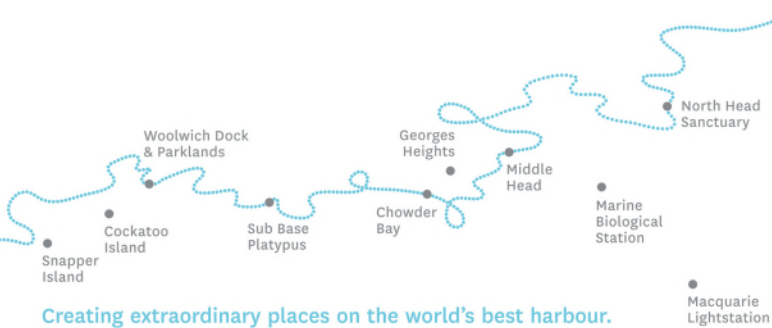 Woolwich Dock
& Parklands
Georges
Heights
North Head
Sanctuary
Middle
Head
Cockatoo
Island
Sub Base
Platypus
Chowder
Bay
Marine
Biological
Station
Snapper
Island
Macquarie
Lightstation
Creating extraordinary places on the world's best harbour.